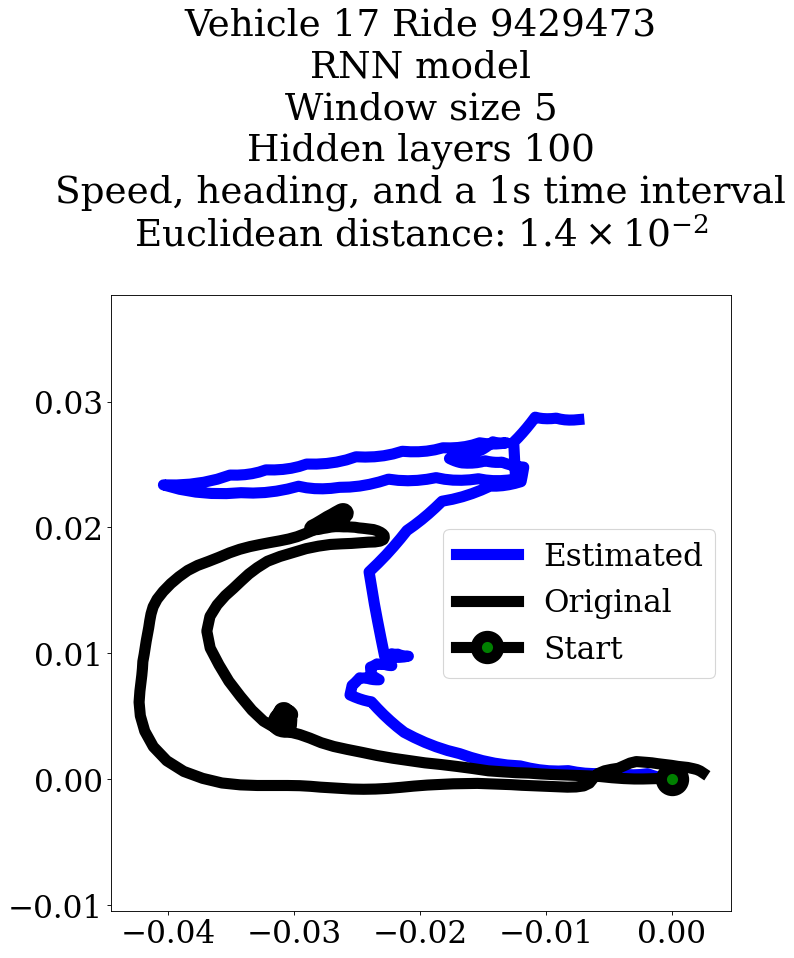 Vehicle 17 Ride 9429473
RNN model
Window size 5
Hidden layers 100
Speed, heading, and a 1s time interval
Euclidean distance: 1.4 × 10⁻²
0.03
0.02
0.01
0.00
−0.01
Estimated
Original
Start
−0.04 −0.03 −0.02 −0.01 0.00